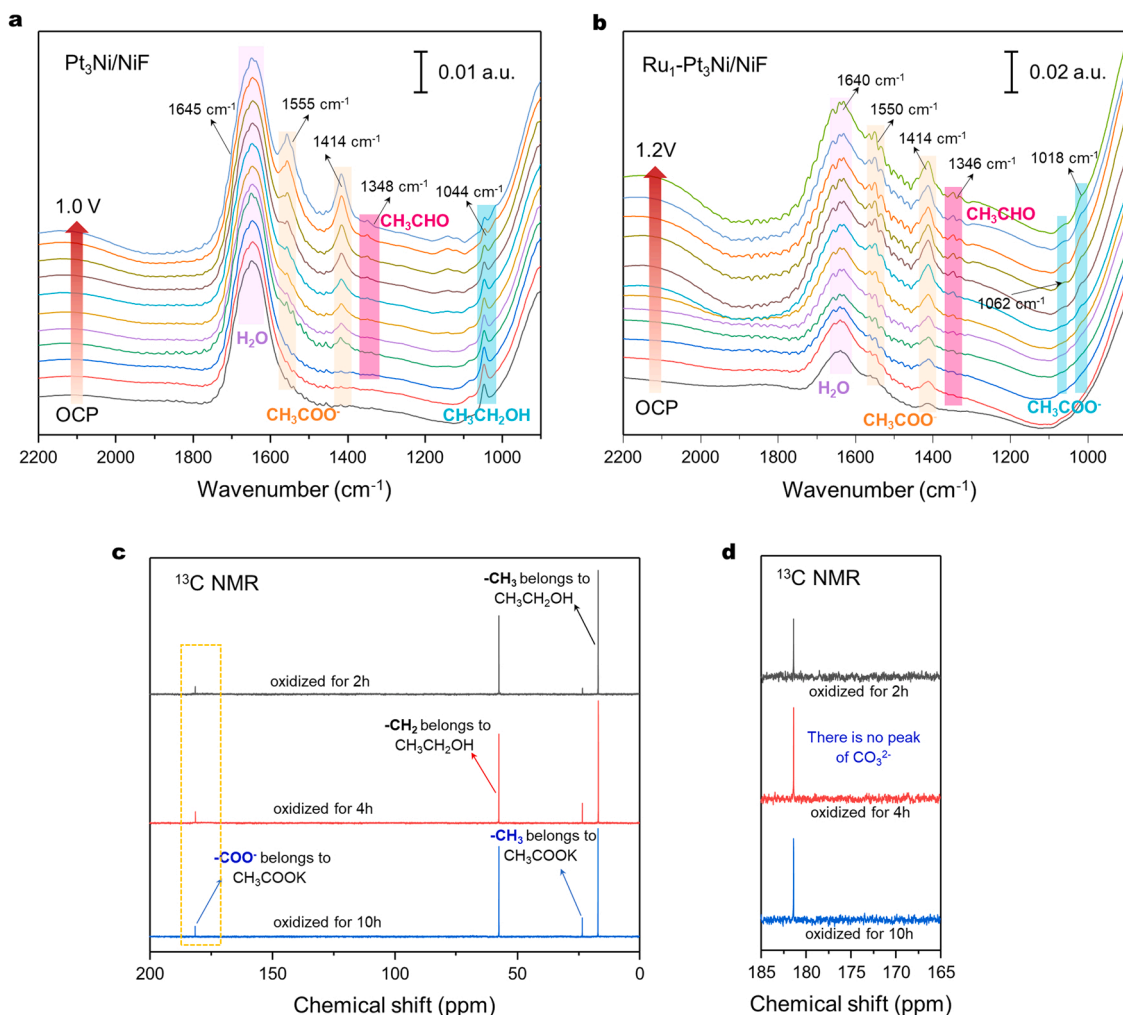 a
Pt₃Ni/NiF
0.01 a.u.
1645 cm⁻¹
1555 cm⁻¹
1414 cm⁻¹
1348 cm⁻¹
1044 cm⁻¹
CH₃CHO
1.0 V
H₂O
OCP
CH₃COO⁻
CH₃CH₂OH
2200 2000 1800 1600 1400 1200 1000
Wavenumber (cm⁻¹)
b
Ru₁-Pt₃Ni/NiF
0.02 a.u.
1640 cm⁻¹
1550 cm⁻¹
1414 cm⁻¹
1346 cm⁻¹
1018 cm⁻¹
CH₃CHO
1.2V
1062 cm⁻¹
H₂O
OCP
CH₃COO⁻
CH₃COO⁻
2200 2000 1800 1600 1400 1200 1000
Wavenumber (cm⁻¹)
c
¹³C NMR
-CH₃ belongs to
CH₃CH₂OH
oxidized for 2h
-CH₂ belongs to
CH₃CH₂OH
oxidized for 4h
-COO⁻ belongs to
CH₃COOK
-CH₃ belongs to
CH₃COOK
oxidized for 10h
200 150 100 50 0
Chemical shift (ppm)
d
¹³C NMR
oxidized for 2h
There is no peak
of CO₃²⁻
oxidized for 4h
oxidized for 10h
185 180 175 170 165
Chemical shift (ppm)